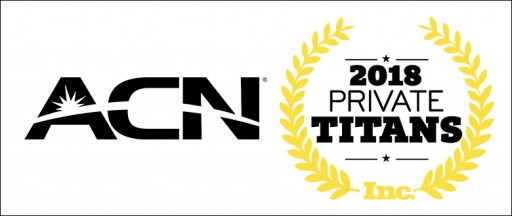 ACN®
2018
PRIVATE
TITANS
Inc.